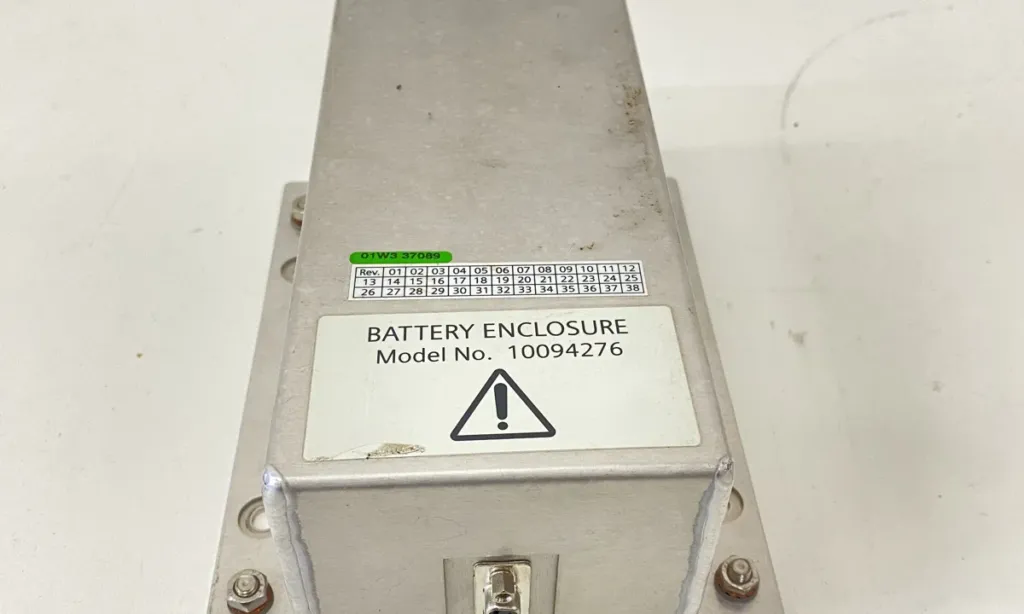 01W3 37089
Rev. 01 02 03 04 05 06 07 08 09 10 11 12
13 14 15 16 17 18 19 20 21 22 23 24 25
26 27 28 29 30 31 32 33 34 35 36 37 38
BATTERY ENCLOSURE
Model No. 10094276